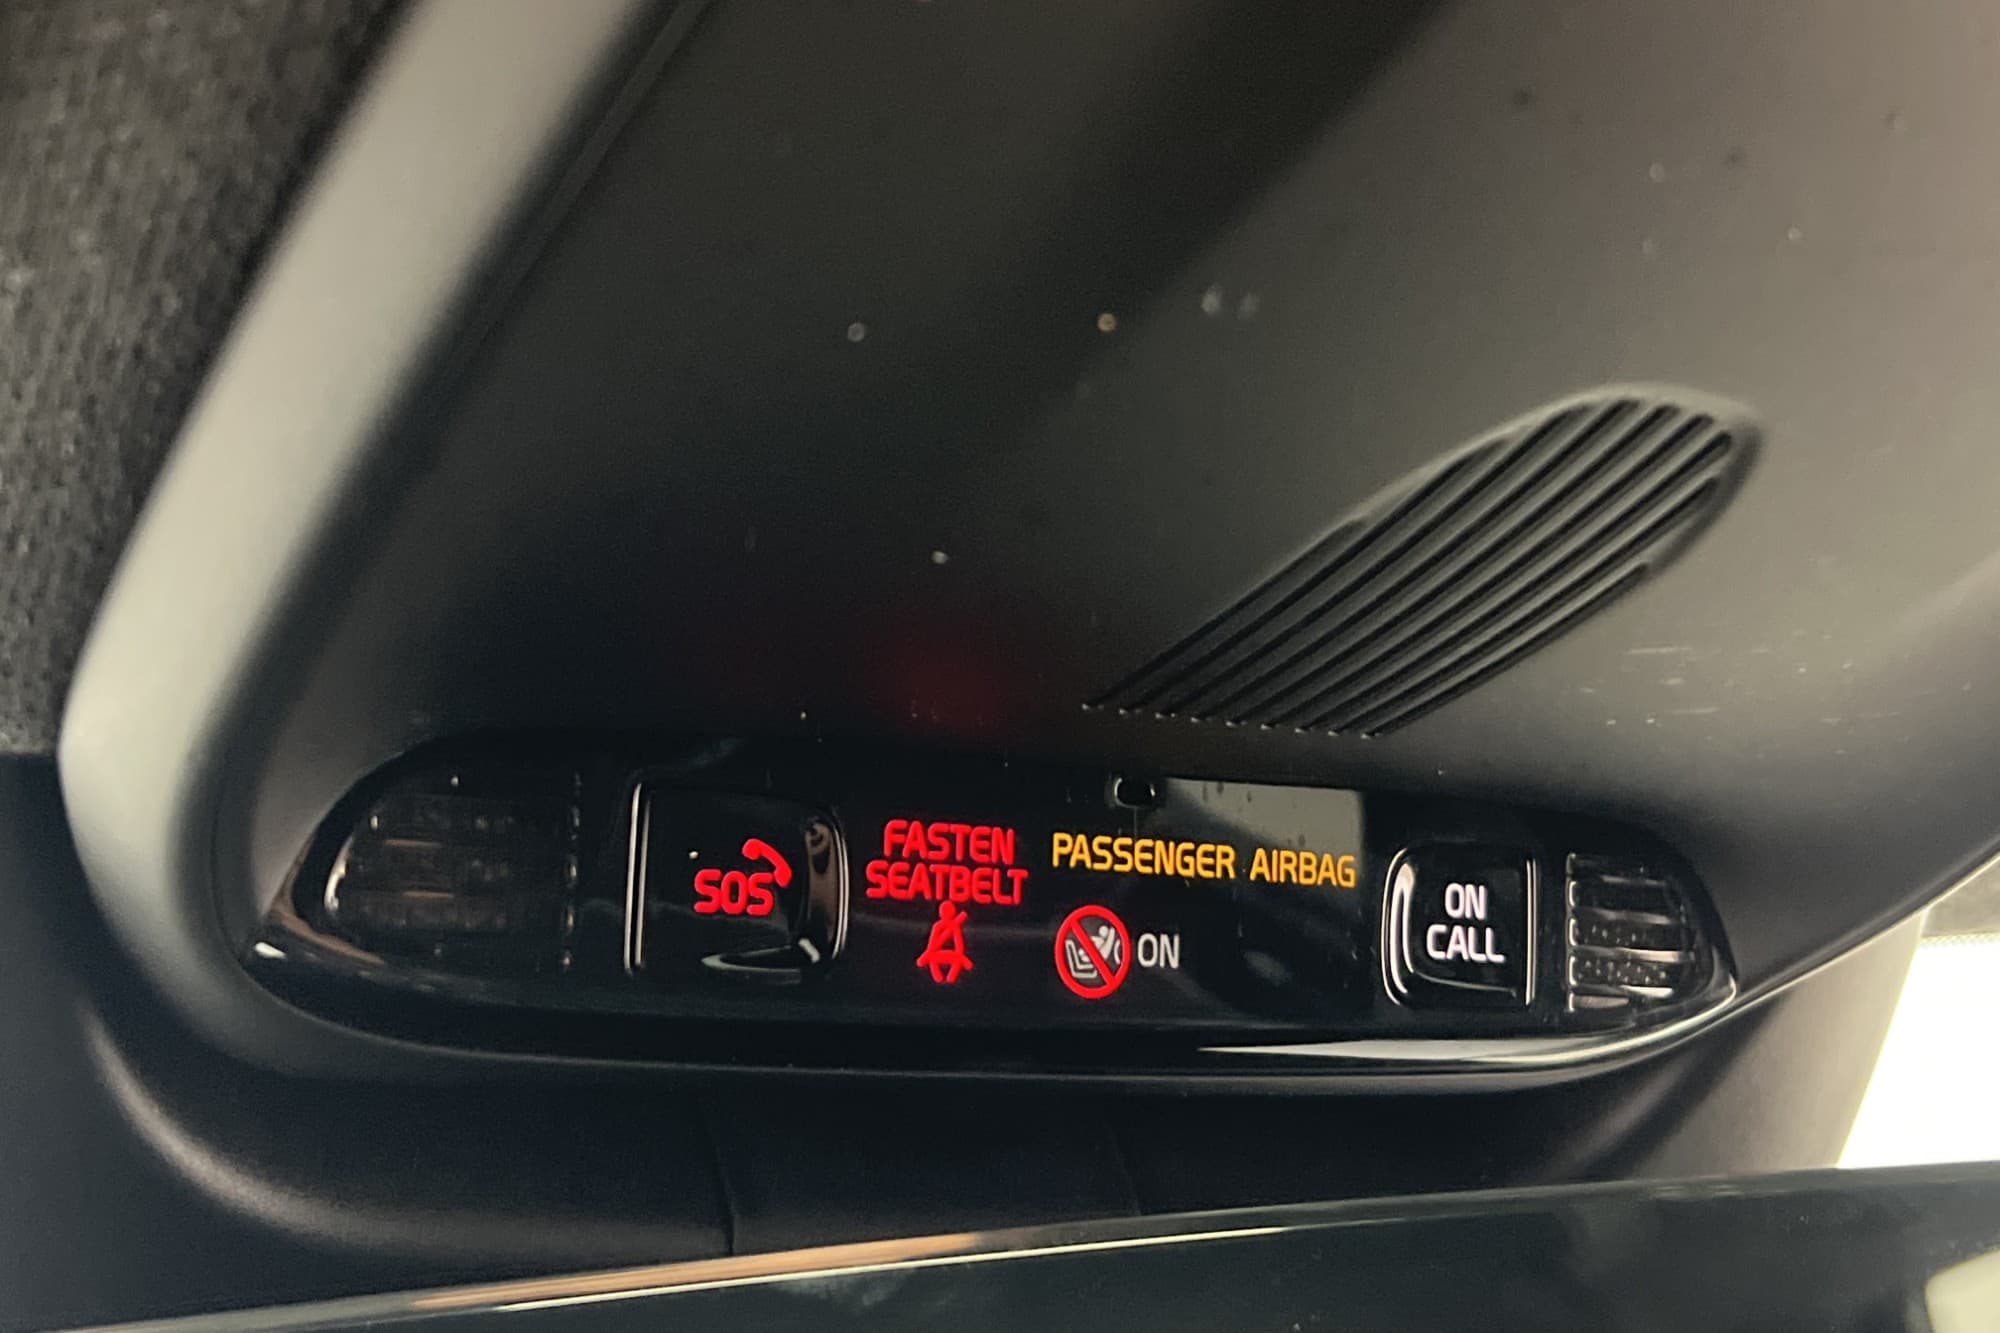 SOS
FASTEN
SEATBELT
PASSENGER AIRBAG
ON
ON
CALL